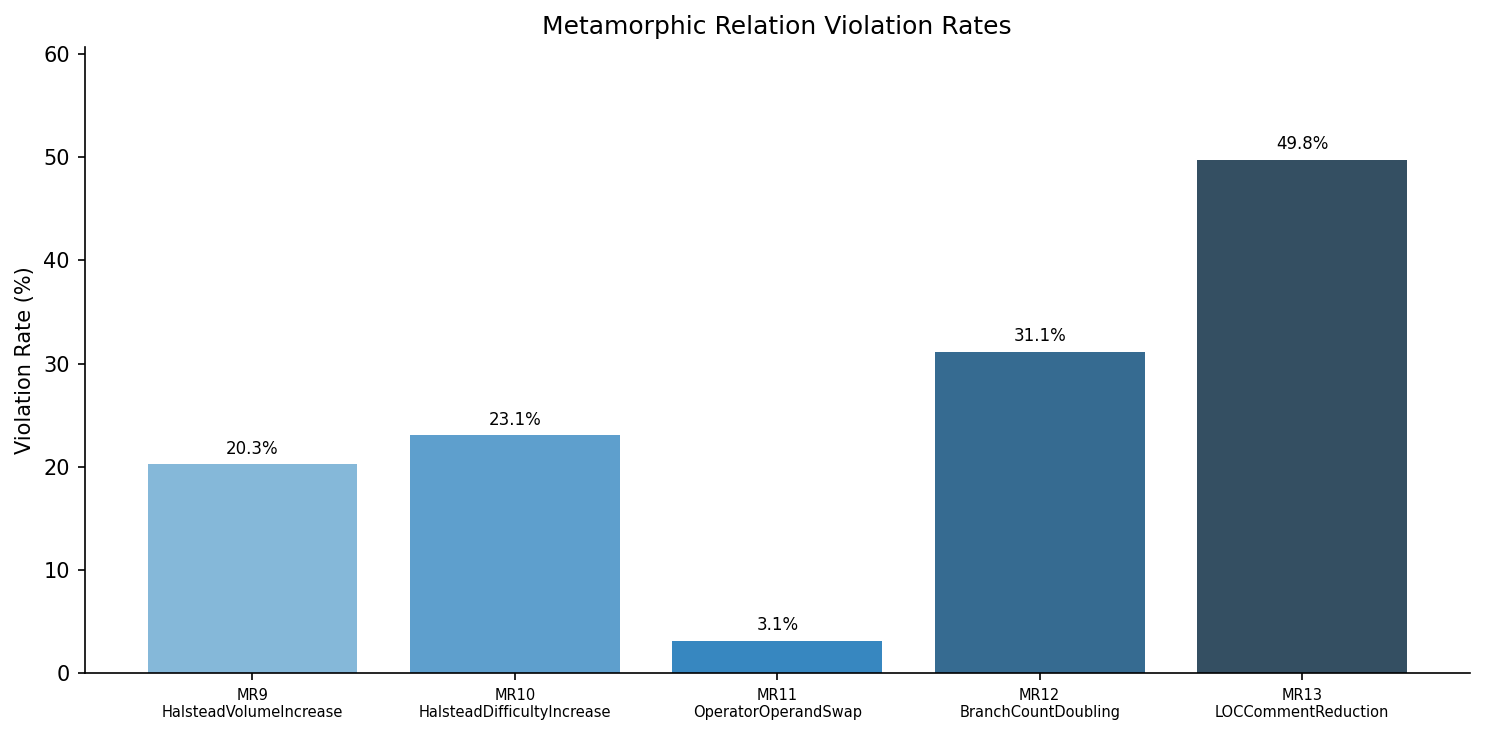 Metamorphic Relation Violation Rates
Violation Rate (%)
60
50
40
30
20
10
0
20.3%
23.1%
3.1%
31.1%
49.8%
MR9
HalsteadVolumeIncrease
MR10
HalsteadDifficultyIncrease
MR11
OperatorOperandSwap
MR12
BranchCountDoubling
MR13
LOCCommentReduction